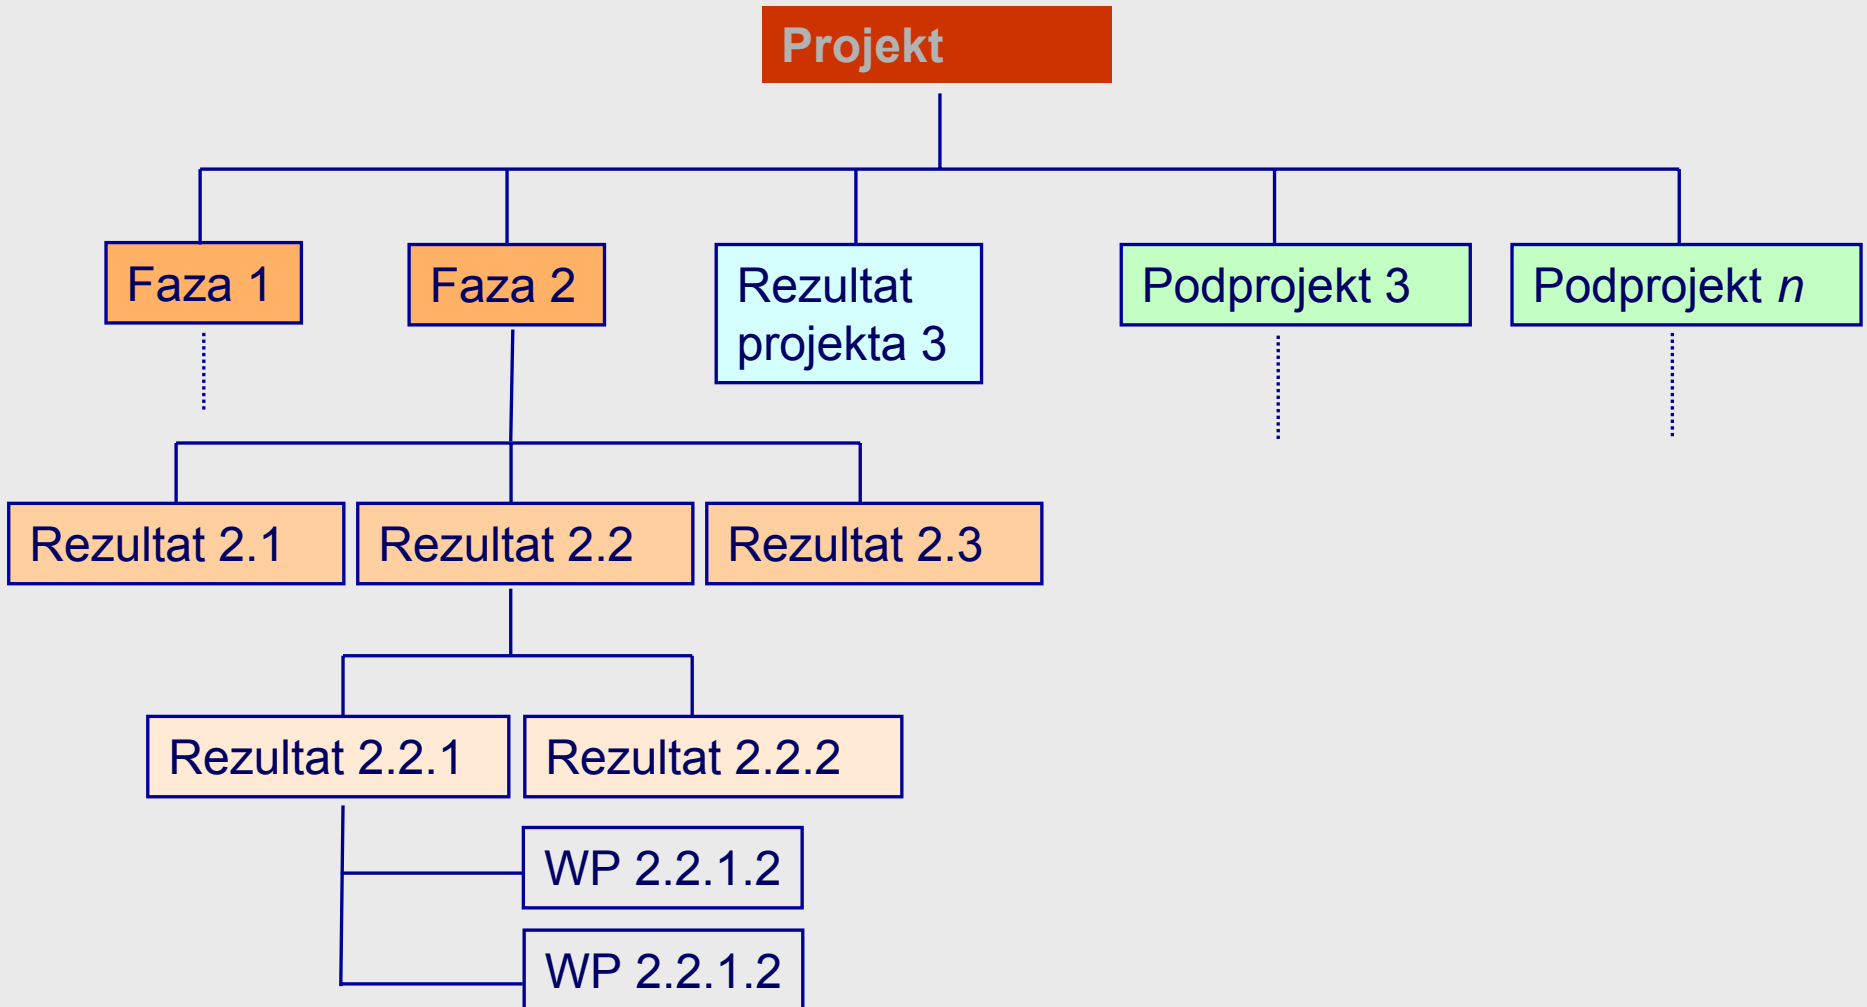 Projekt
Faza 1
Faza 2
Rezultat
projekta 3
Podprojekt 3
Podprojekt n
Rezultat 2.1
Rezultat 2.2
Rezultat 2.3
Rezultat 2.2.1
Rezultat 2.2.2
WP 2.2.1.2
WP 2.2.1.2